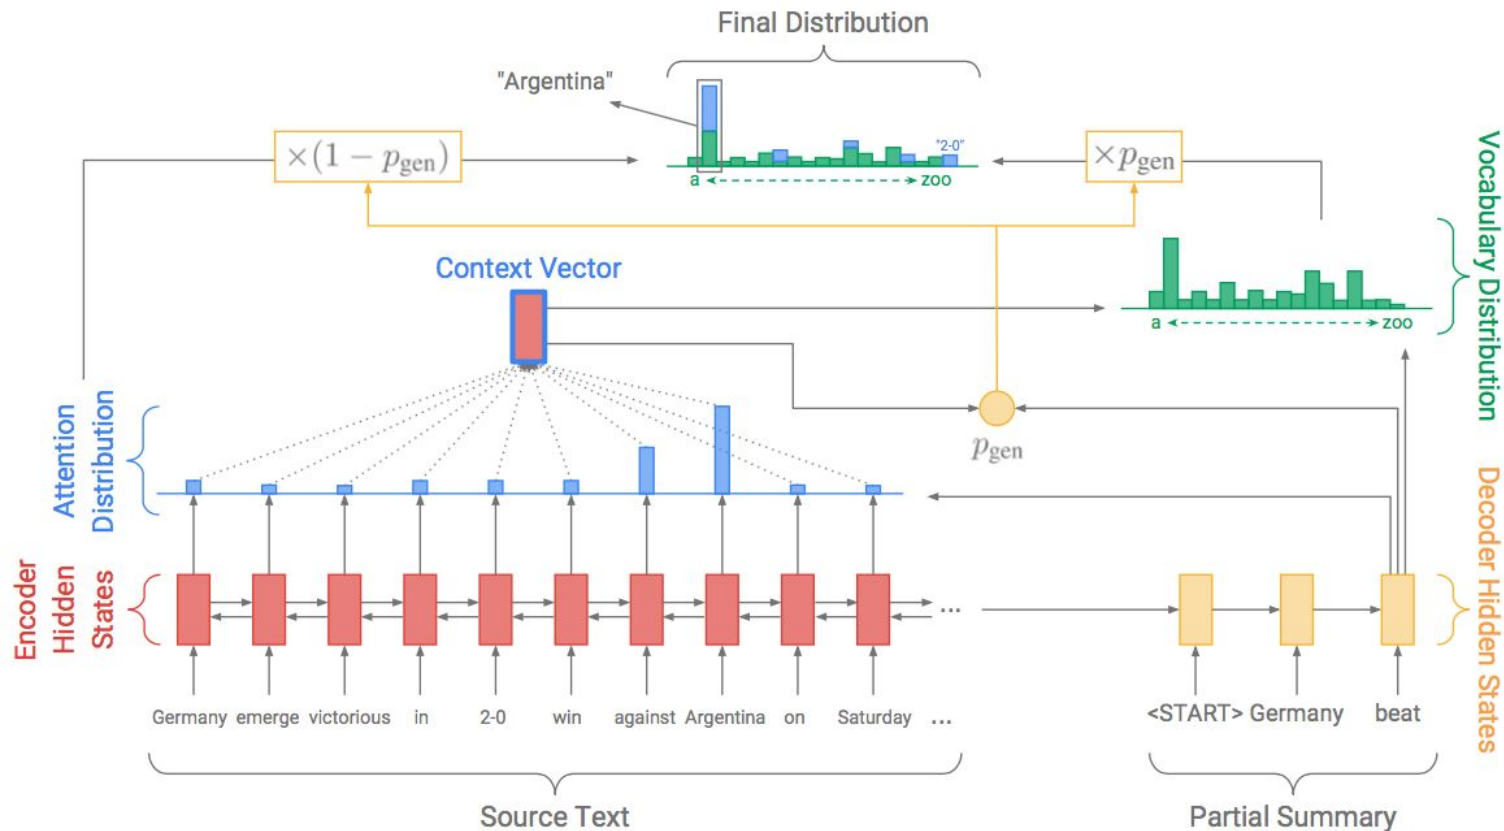 Final Distribution
"Argentina"
×(1 − p_gen)
"2-0"
×p_gen
a
zoo
Vocabulary Distribution
Context Vector
a
zoo
Attention
Distribution
p_gen
Encoder
Hidden
States
Decoder Hidden States
...
Germany emerge victorious in 2-0 win against Argentina on Saturday ...
<START> Germany beat
Source Text
Partial Summary